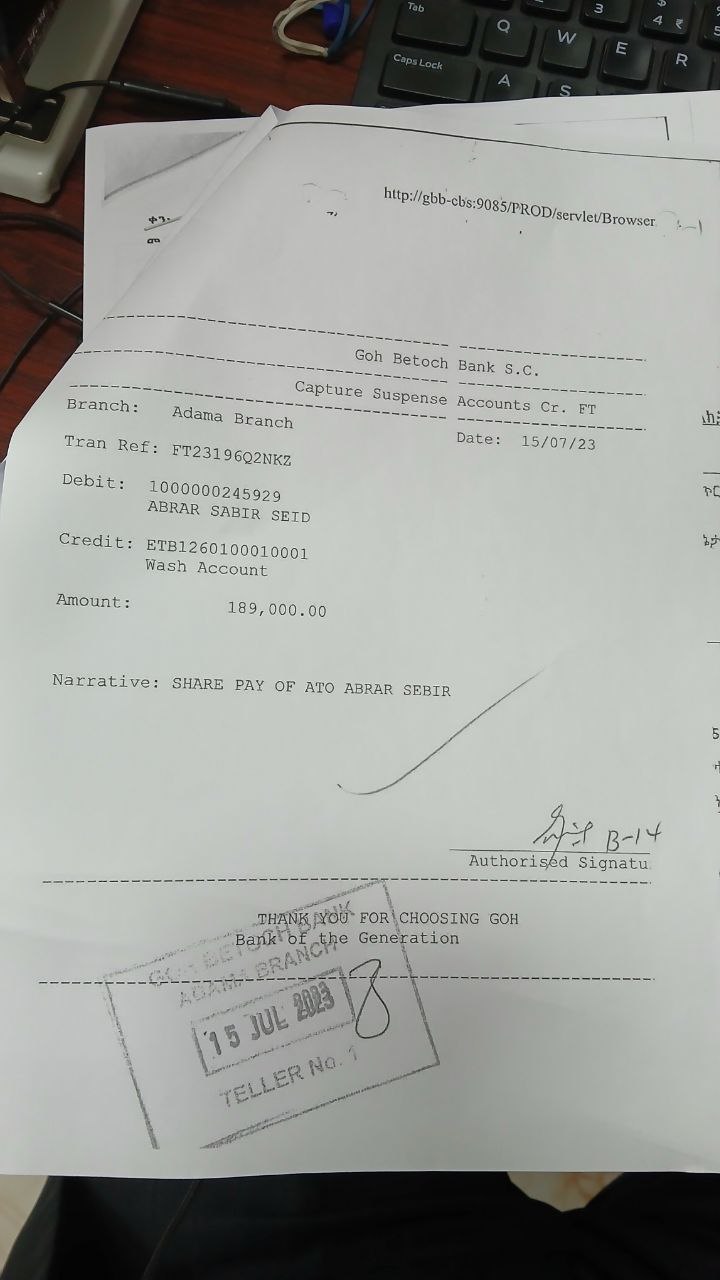 Tab
Caps Lock
Q
W
E
R
A
S
3
4 ₹
5
ቀን.
መ
http://gbb-cbs:9085/PROD/servlet/Browser
Goh Betoch Bank S.C.
Capture Suspense Accounts Cr. FT
Branch: Adama Branch
Date: 15/07/23
Tran Ref: FT23196Q2NKZ
Debit: 1000000245929
ABRAR SABIR SEID
Credit: ETB1260100010001
Wash Account
Amount: 189,000.00
Narrative: SHARE PAY OF ATO ABRAR SEBIR
B-14
Authorised Signatu
THANK YOU FOR CHOOSING GOH
Bank of the Generation
GOH BETOCH BANK
ADAMA BRANCH
15 JUL 2023
8
TELLER No. 1